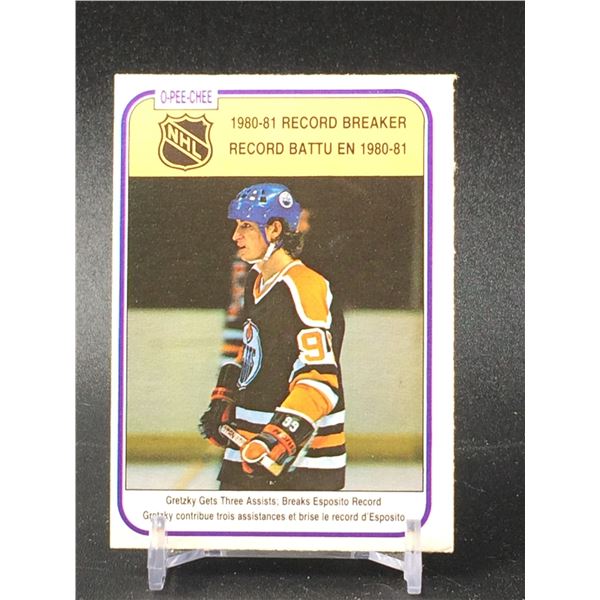 O-PEE-CHEE
NHL
1980-81 RECORD BREAKER
RECORD BATTU EN 1980-81
99
Gretzky Gets Three Assists; Breaks Esposito Record
Gretzky contribue trois assistances et brise le record d'Esposito